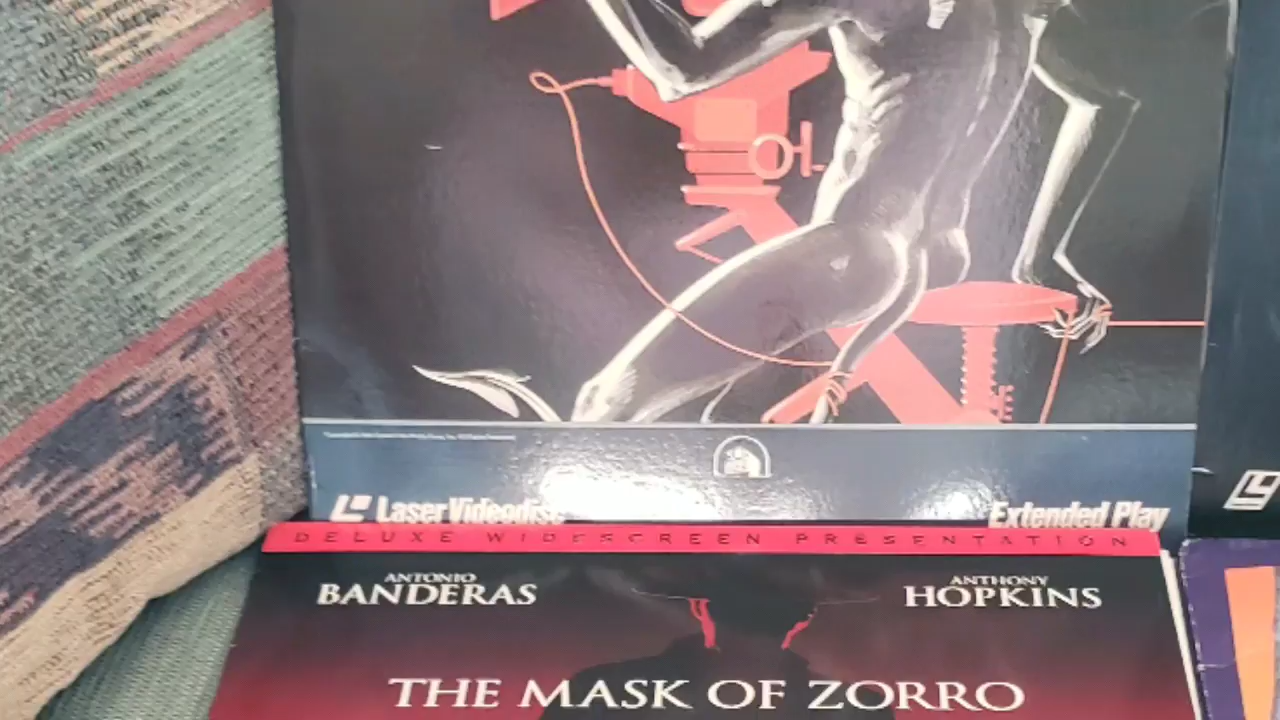 LaserVideodisc
Extended Play
DELUXE WIDESCREEN PRESENTATION
ANTONIO
BANDERAS
ANTHONY
HOPKINS
THE MASK OF ZORRO